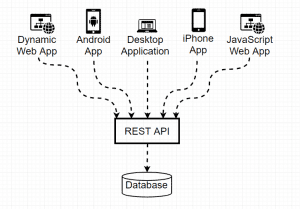 Dynamic
Web App
Android
App
Desktop
Application
iPhone
App
JavaScript
Web App
REST API
Database